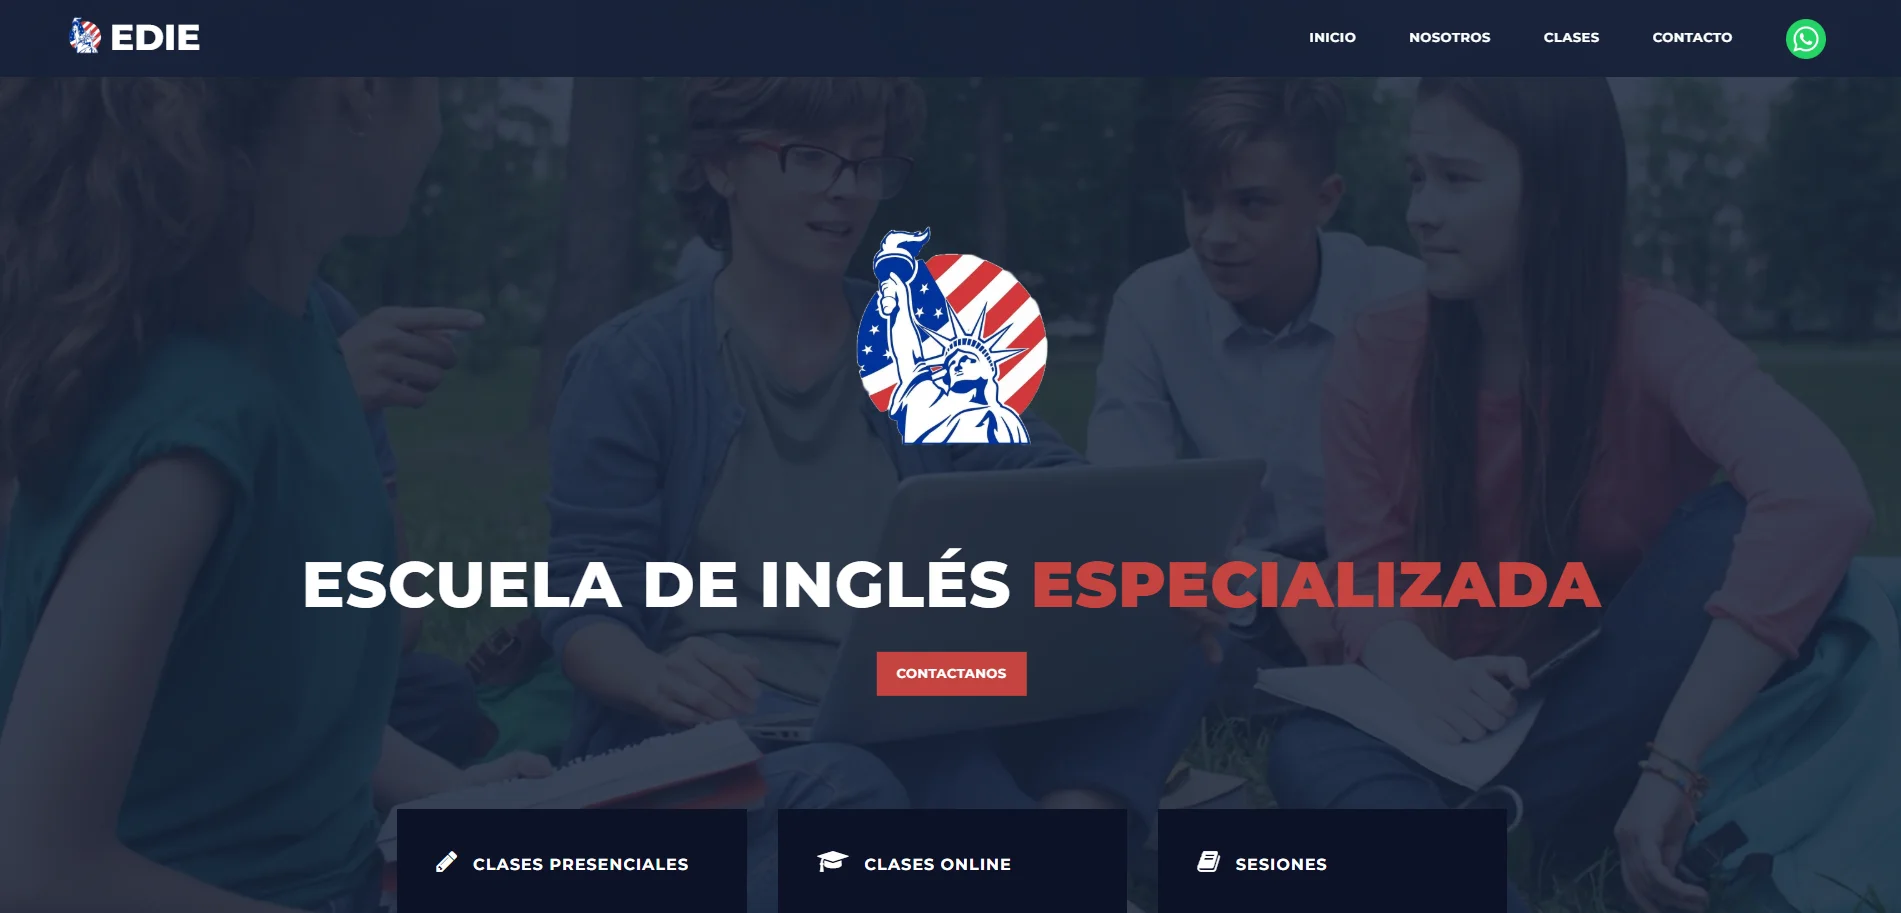 EDIE
INICIO NOSOTROS CLASES CONTACTO
ESCUELA DE INGLÉS ESPECIALIZADA
CONTACTANOS
CLASES PRESENCIALES
CLASES ONLINE
SESIONES